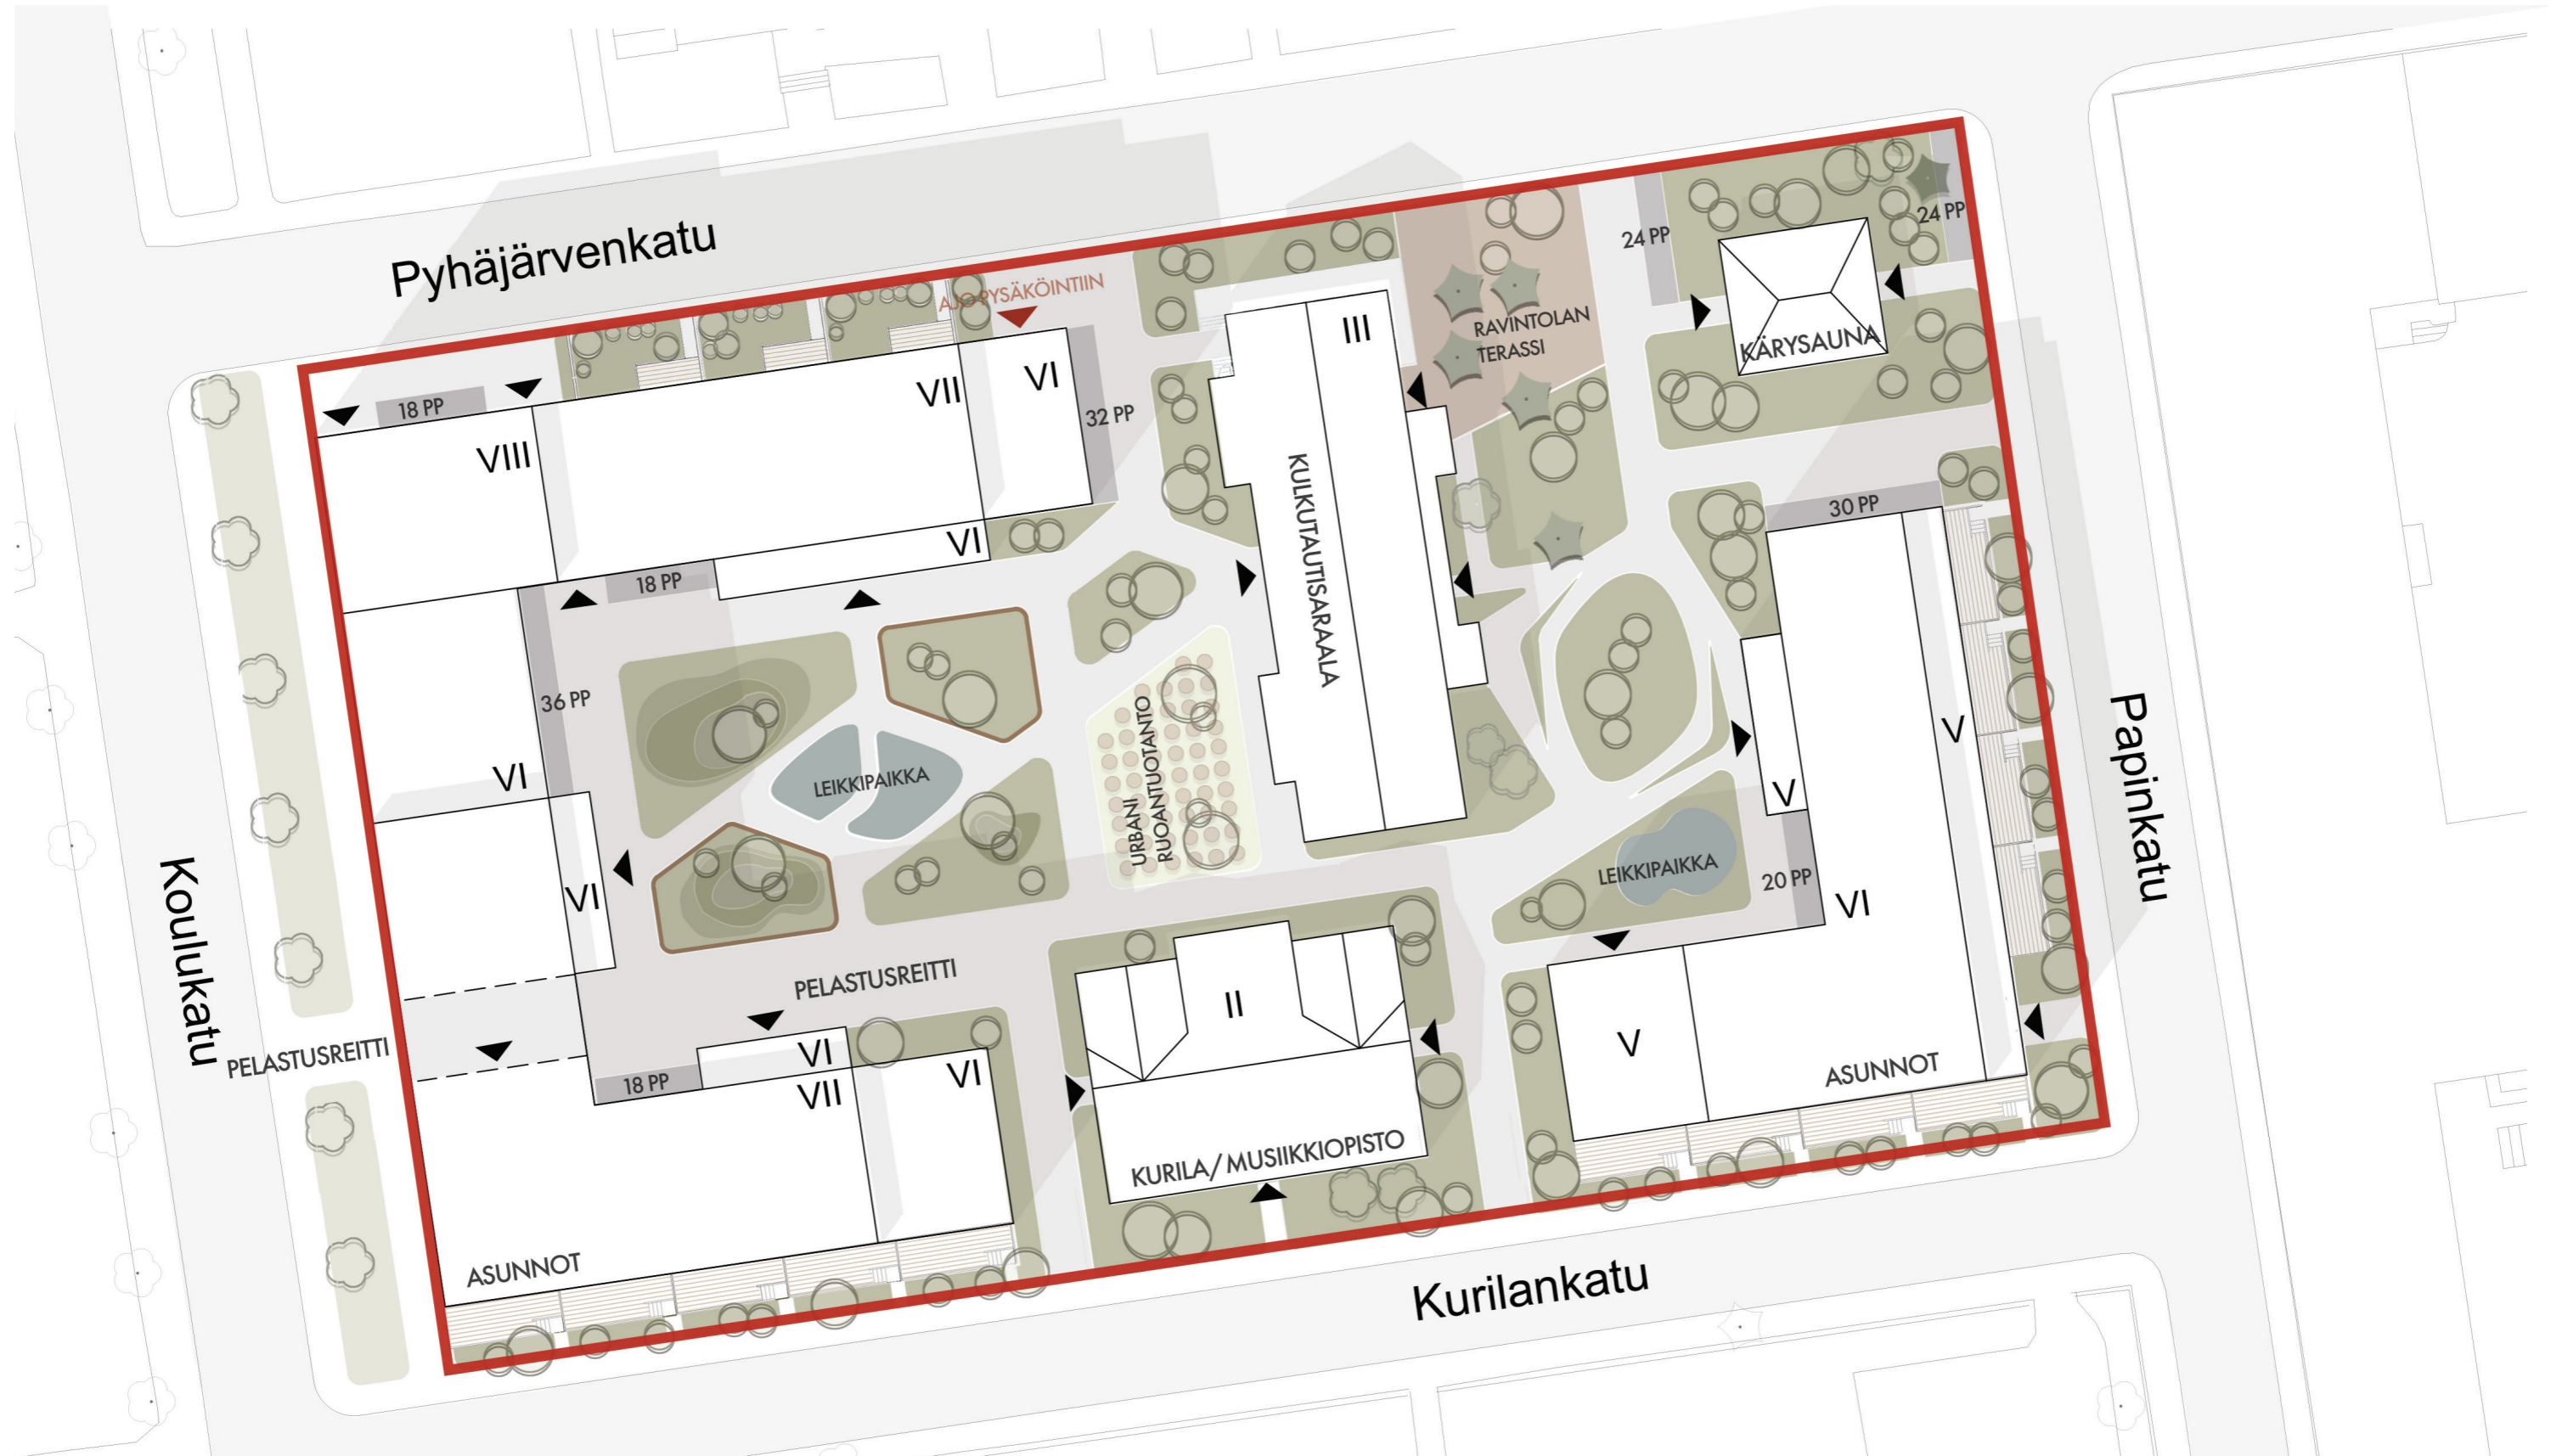 Pyhäjärvenkatu
AJO PYSÄKÖINTIIN
24 PP
24 PP
RAVINTOLAN
TERASSI
KÄRYSAUNA
III
18 PP
VII
VI
32 PP
VIII
VI
30 PP
KULKUTAUTISARAALA
18 PP
36 PP
VI
LEIKKIPAIKKA
URBANI
RUOANTUOTANTO
V
V
Papinkatu
LEIKKIPAIKKA
20 PP
VI
VI
Koulukatu
PELASTUSREITTI
PELASTUSREITTI
II
V
ASUNNOT
18 PP
VI
VII
VI
KURILA/MUSIIKKIOPISTO
ASUNNOT
Kurilankatu